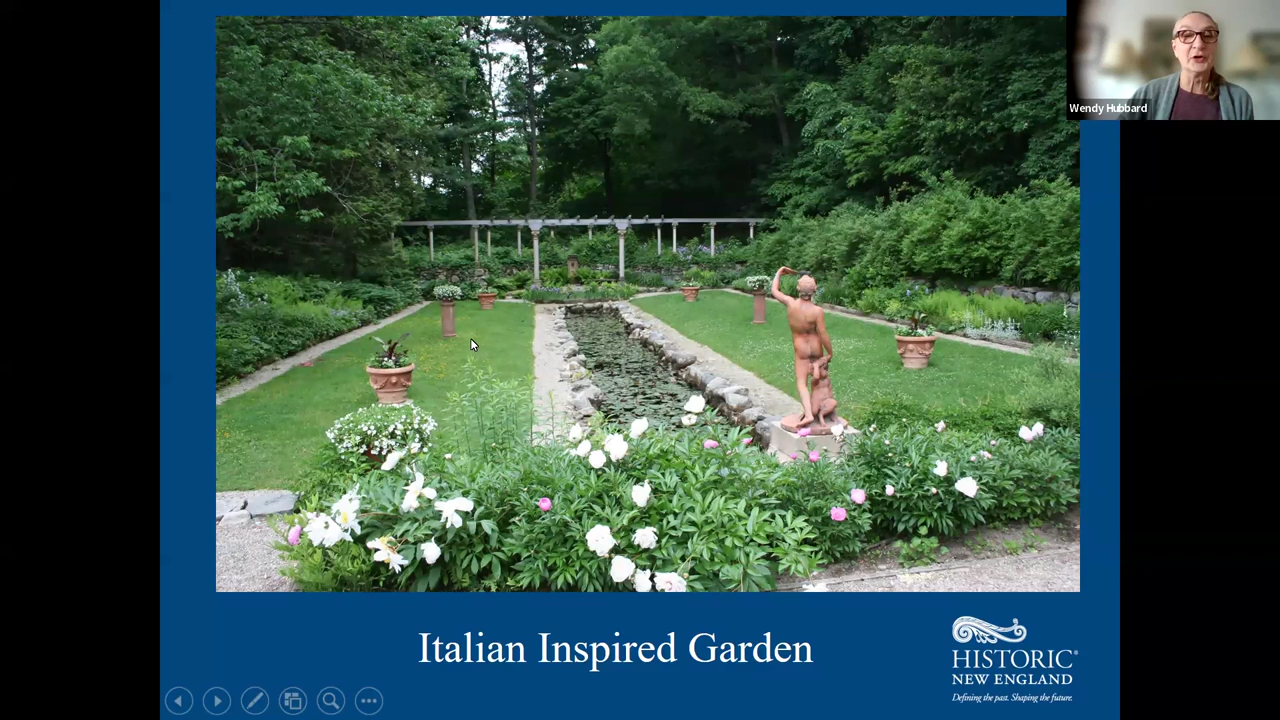 Wendy Hubbard
Italian Inspired Garden
HISTORIC®
NEW ENGLAND
Defining the past. Shaping the future.